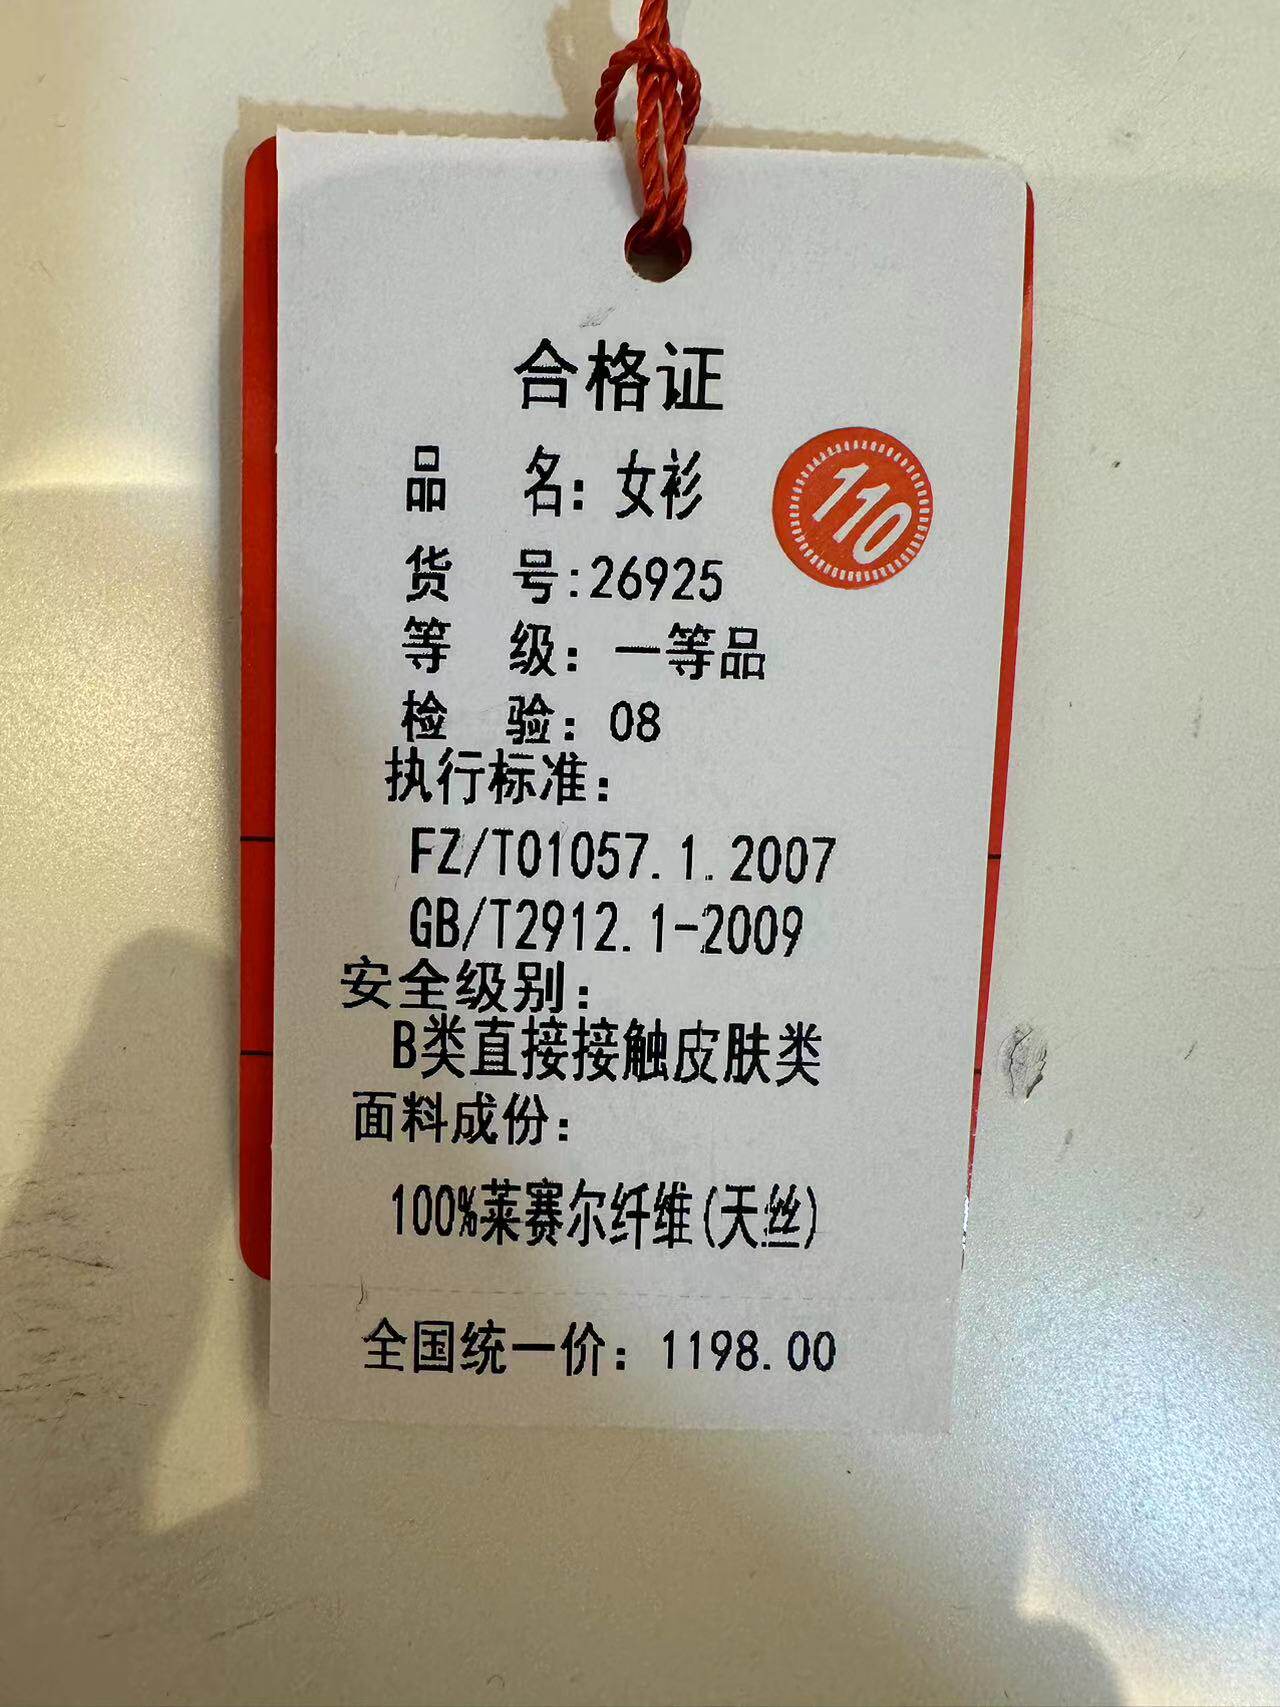 合格证
品 名：女衫
110
货 号:26925
等 级：一等品
检 验：08
执行标准：
FZ/T01057.1.2007
GB/T2912.1-2009
安全级别：
B类直接接触皮肤类
面料成份：
100%莱赛尔纤维(天丝)
全国统一价：1198.00